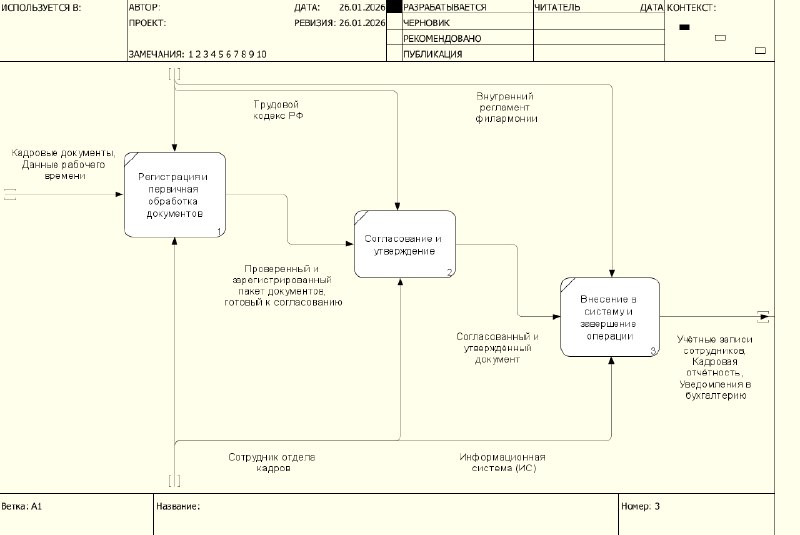 ИСПОЛЬЗУЕТСЯ В:
АВТОР:
ДАТА: 26.01.2026
РАЗРАБАТЫВАЕТСЯ
ЧИТАТЕЛЬ
ДАТА
КОНТЕКСТ:
ПРОЕКТ:
РЕВИЗИЯ: 26.01.2026
ЧЕРНОВИК
РЕКОМЕНДОВАНО
ЗАМЕЧАНИЯ: 1 2 3 4 5 6 7 8 9 10
ПУБЛИКАЦИЯ
Трудовой
кодекс РФ
Внутренний
регламент
филармонии
Кадровые документы,
Данные рабочего
времени
Регистрация и
первичная
обработка
документов
1
Согласование и
утверждение
2
Проверенный и
зарегистрированный
пакет документов,
готовый к согласованию
Внесение в
систему и
завершение
операции
3
Согласованный и
утверждённый
документ
Учётные записи
сотрудников,
Кадровая
отчётность,
Уведомления в
бухгалтерию
Сотрудник отдела
кадров
Информационная
система (ИС)
Ветка: A1
Название:
Номер: 3